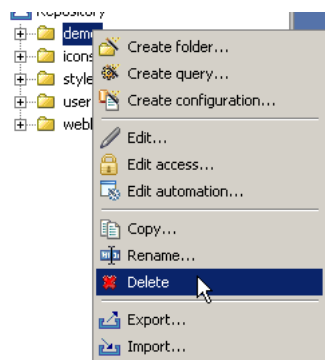 Repository
demo
icons
style
user
Create folder...
Create query...
Create configuration...
Edit...
Edit access...
Edit automation...
Copy...
Rename...
Delete
Export...
Import...